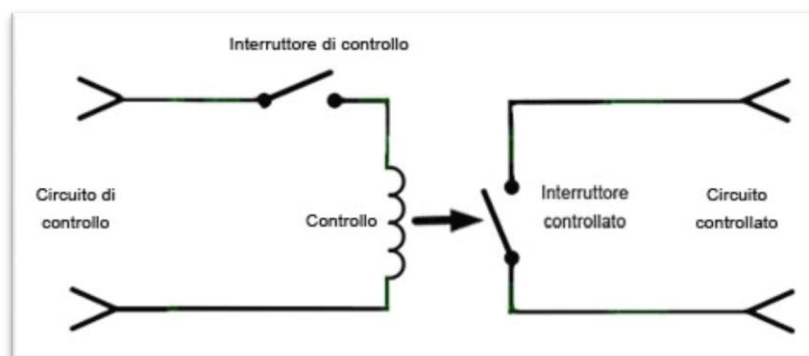 Interruttore di controllo
Circuito di
controllo
Controllo
Interruttore
controllato
Circuito
controllato